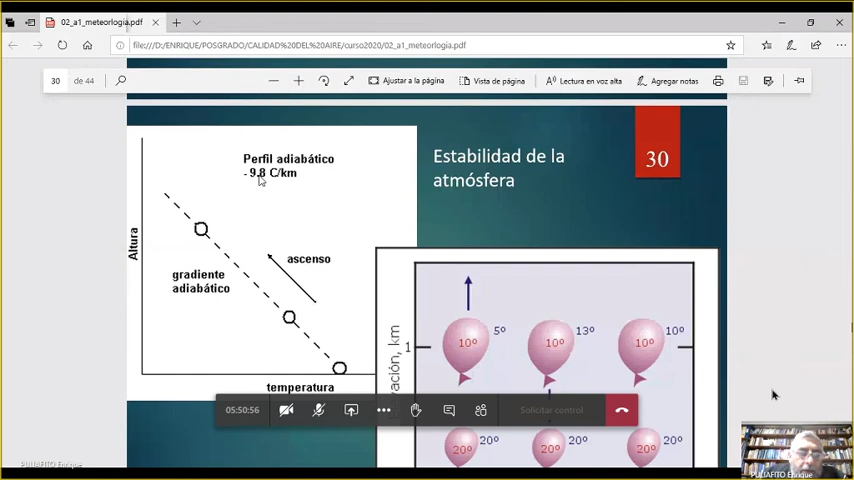 02_a1_meteorlogia.pdf
file:///D:/ENRIQUE/POSGRADO/CALIDAD%20DEL%20AIRE/curso2020/02_a1_metorlogia.pdf
30 de 44
Ajustar a la página
Vista de página
Lectura en voz alta
Agregar notas
Perfil adiabático
- 9.8 C/km
Estabilidad de la
atmósfera
30
Altura
ascenso
gradiente
adiabático
temperatura
1
10º 5º 10º 13º 10º 10º
vación, km
20º 20º 20º 20º 20º 20º
05:50:56
Solicitar control
PULIAFITO Enrique
PULIAFITO Enrique